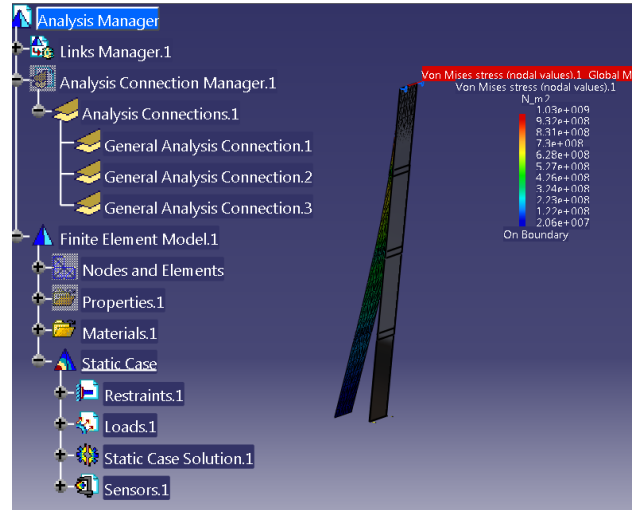 Analysis Manager
Links Manager.1
Analysis Connection Manager.1
Analysis Connections.1
General Analysis Connection.1
General Analysis Connection.2
General Analysis Connection.3
Finite Element Model.1
Nodes and Elements
Properties.1
Materials.1
Static Case
Restraints.1
Loads.1
Static Case Solution.1
Sensors.1
Von Mises stress (nodal values).1 Global M
Von Mises stress (nodal values).1
N_m2
1.03e+009
9.32e+008
8.31e+008
7.3e+008
6.28e+008
5.27e+008
4.26e+008
3.24e+008
2.23e+008
1.22e+008
2.06e+007
On Boundary